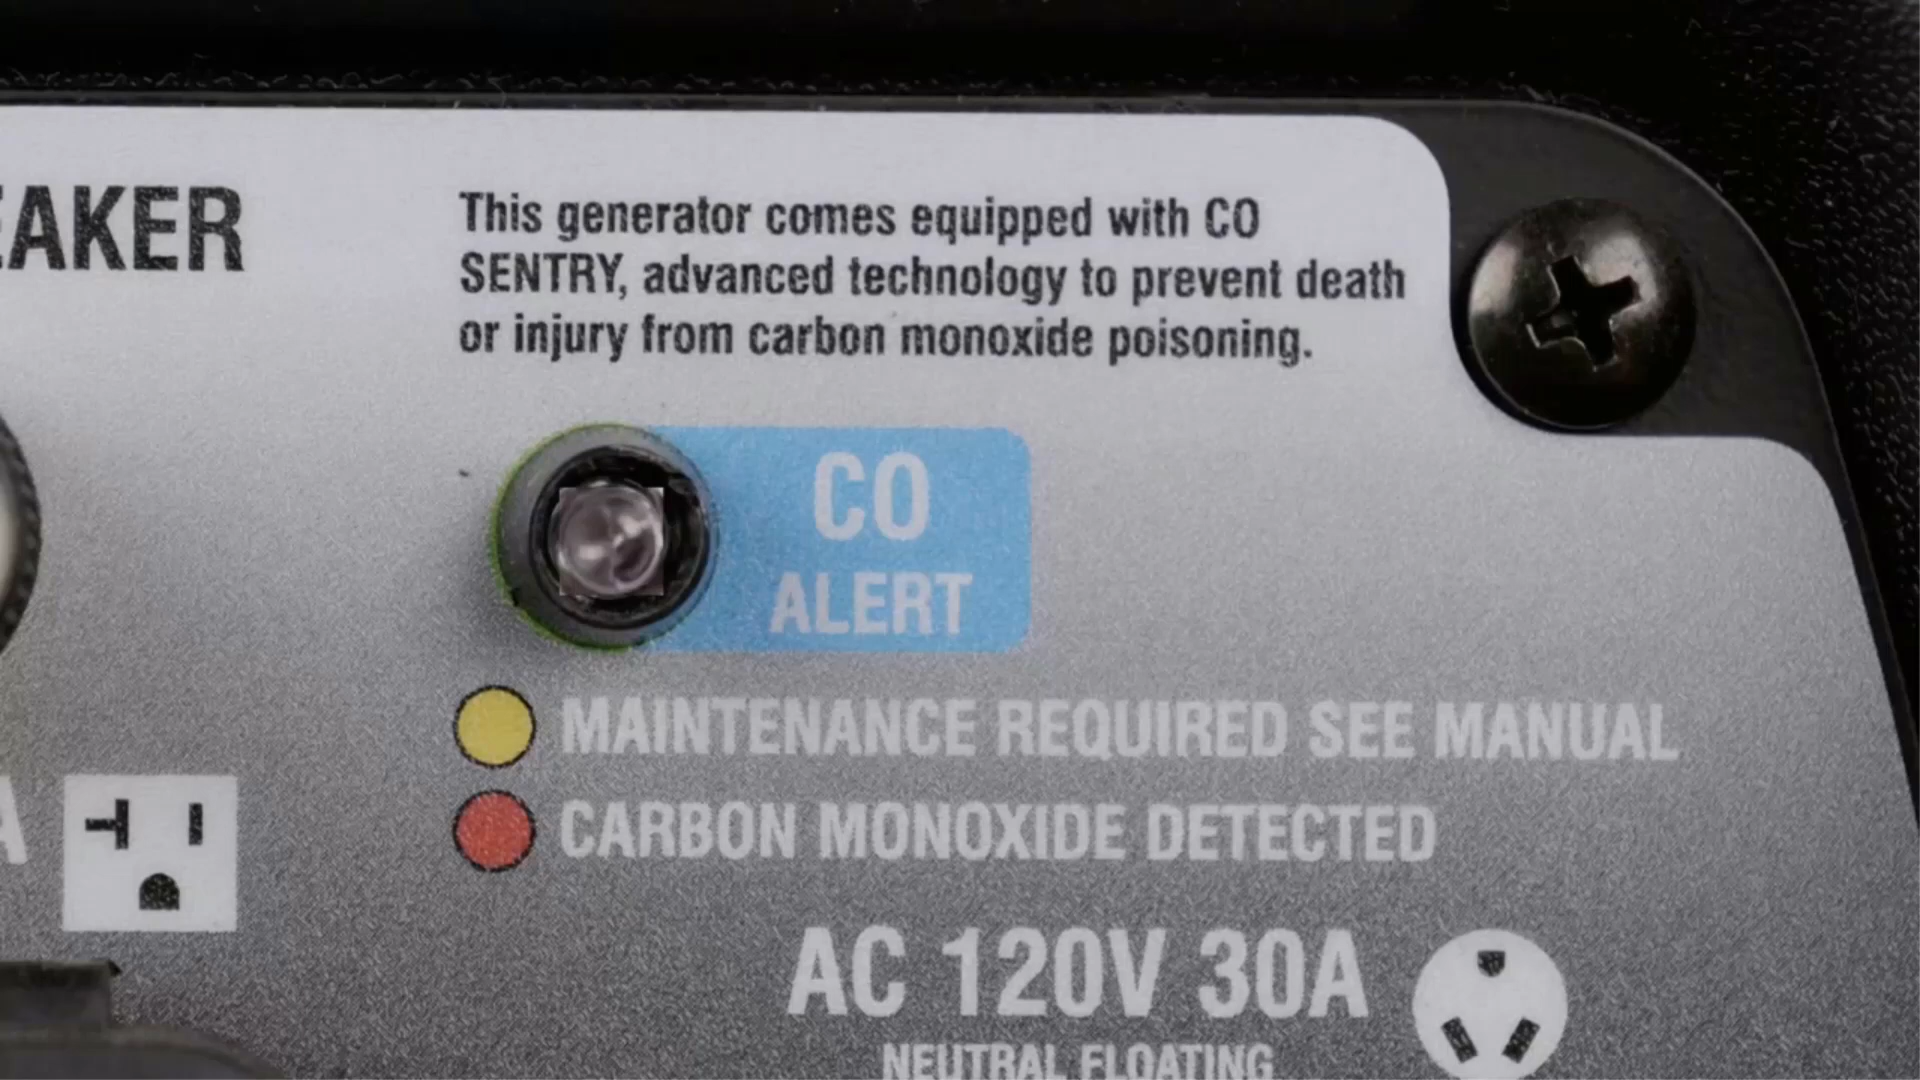 EAKER
This generator comes equipped with CO
SENTRY, advanced technology to prevent death
or injury from carbon monoxide poisoning.
CO
ALERT
MAINTENANCE REQUIRED SEE MANUAL
CARBON MONOXIDE DETECTED
A
AC 120V 30A
NEUTRAL FLOATING